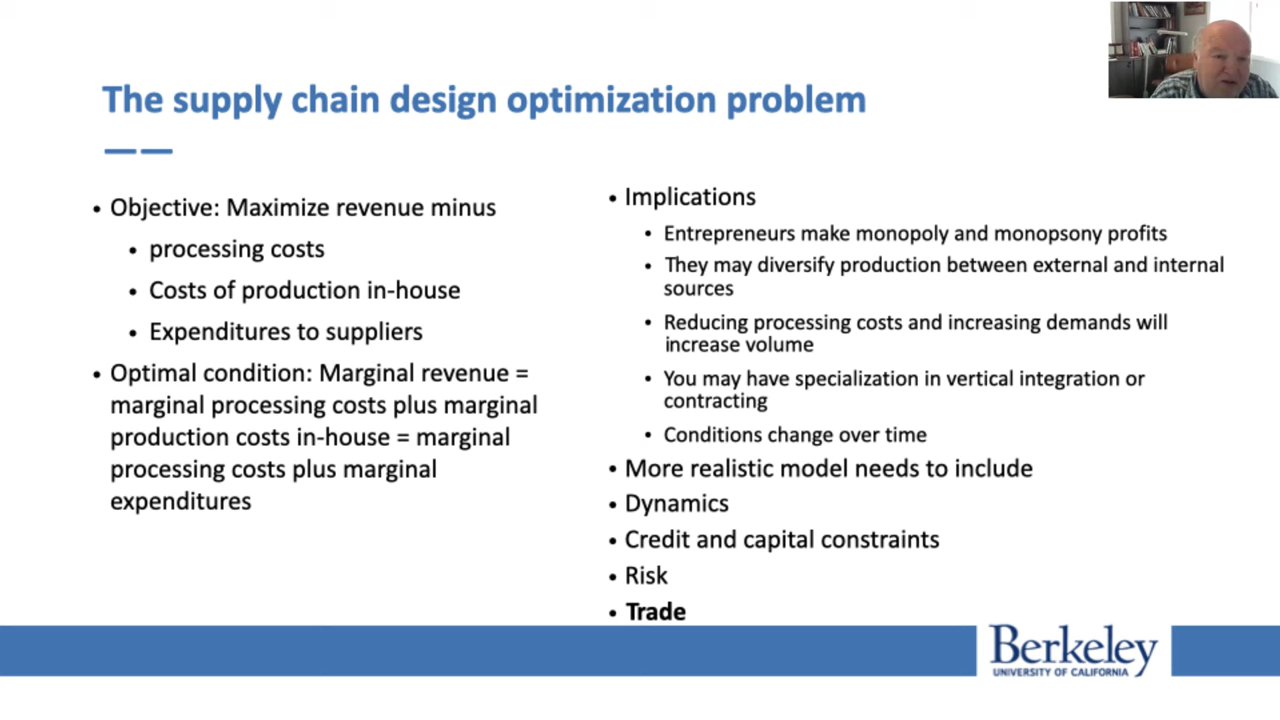 The supply chain design optimization problem
• Objective: Maximize revenue minus
• processing costs
• Costs of production in-house
• Expenditures to suppliers
• Optimal condition: Marginal revenue =
marginal processing costs plus marginal
production costs in-house = marginal
processing costs plus marginal
expenditures
• Implications
• Entrepreneurs make monopoly and monopsony profits
• They may diversify production between external and internal
sources
• Reducing processing costs and increasing demands will
increase volume
• You may have specialization in vertical integration or
contracting
• Conditions change over time
• More realistic model needs to include
• Dynamics
• Credit and capital constraints
• Risk
• Trade
Berkeley
UNIVERSITY OF CALIFORNIA